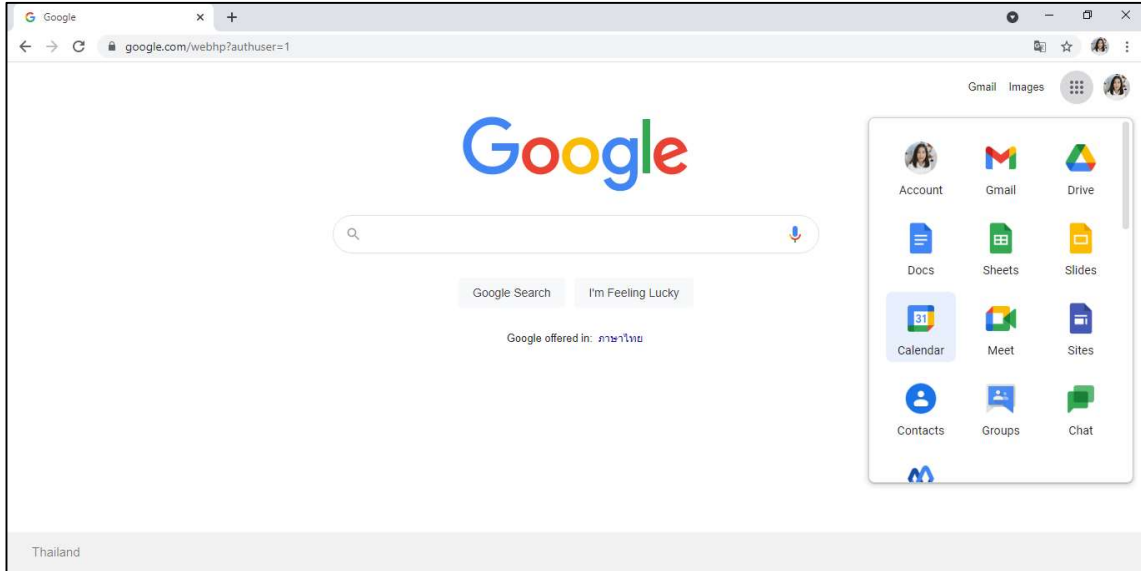 Google
google.com/webhp?authuser=1
Gmail Images
Google
Account Gmail Drive
Docs Sheets Slides
Google Search I'm Feeling Lucky
31
Calendar Meet Sites
Google offered in: ภาษาไทย
Contacts Groups Chat
Thailand